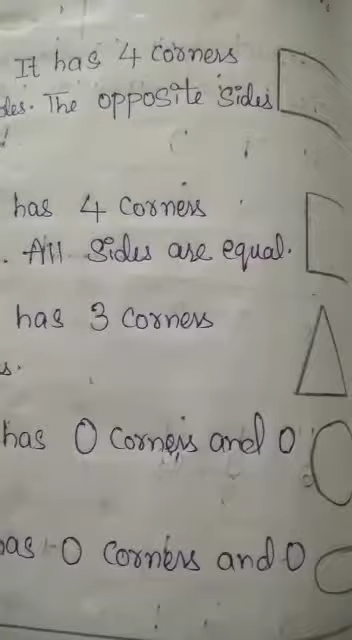 It has 4 corners
des. The opposite sides
has 4 corners
. All sides are equal.
has 3 corners
s.
has 0 corners and 0
has 0 corners and 0